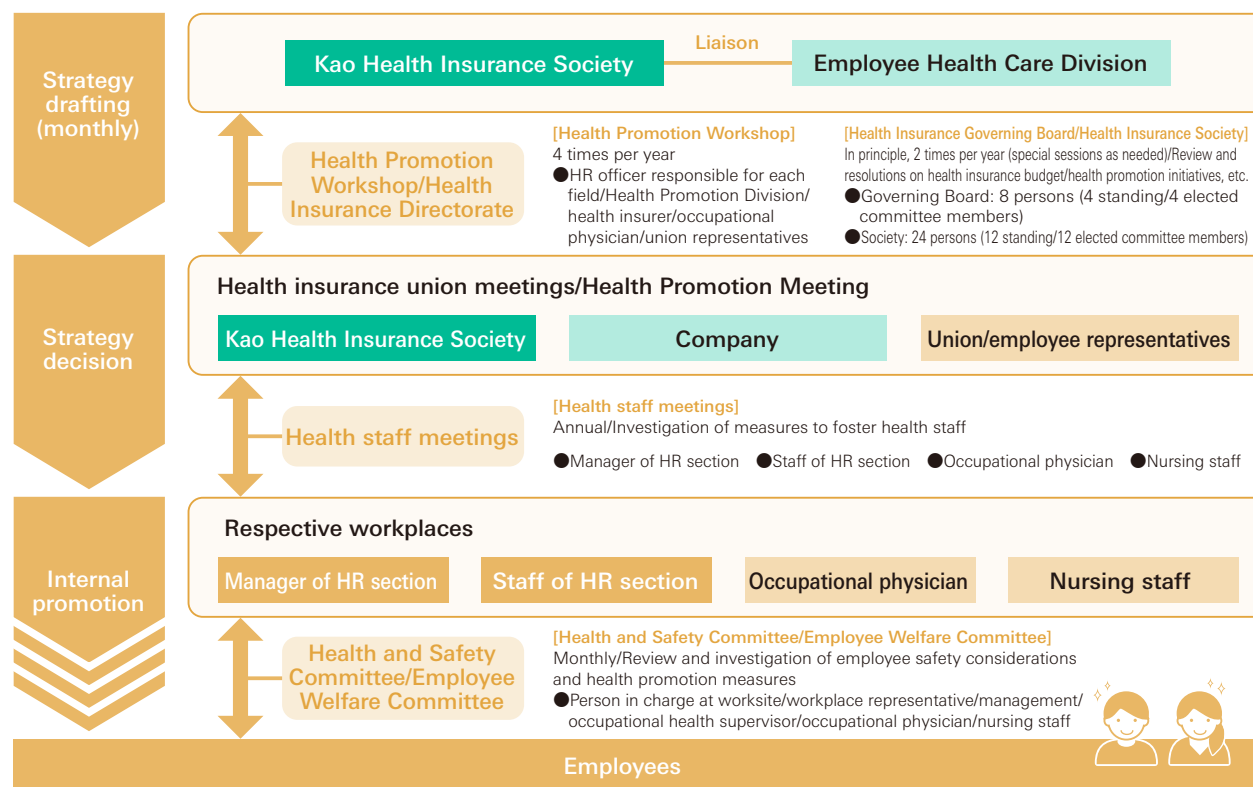 Strategy
drafting
(monthly)
Kao Health Insurance Society
Liaison
Employee Health Care Division
Health Promotion
Workshop/Health
Insurance Directorate
[Health Promotion Workshop]
4 times per year
●HR officer responsible for each
field/Health Promotion Division/
health insurer/occupational
physician/union representatives
[Health Insurance Governing Board/Health Insurance Society]
In principle, 2 times per year (special sessions as needed)/Review and
resolutions on health insurance budget/health promotion initiatives, etc.
●Governing Board: 8 persons (4 standing/4 elected
committee members)
●Society: 24 persons (12 standing/12 elected committee members)
Strategy
decision
Health insurance union meetings/Health Promotion Meeting
Kao Health Insurance Society
Company
Union/employee representatives
Health staff meetings
[Health staff meetings]
Annual/Investigation of measures to foster health staff
●Manager of HR section ●Staff of HR section ●Occupational physician ●Nursing staff
Internal
promotion
Respective workplaces
Manager of HR section
Staff of HR section
Occupational physician
Nursing staff
Health and Safety
Committee/Employee
Welfare Committee
[Health and Safety Committee/Employee Welfare Committee]
Monthly/Review and investigation of employee safety considerations
and health promotion measures
●Person in charge at worksite/workplace representative/management/
occupational health supervisor/occupational physician/nursing staff
Employees